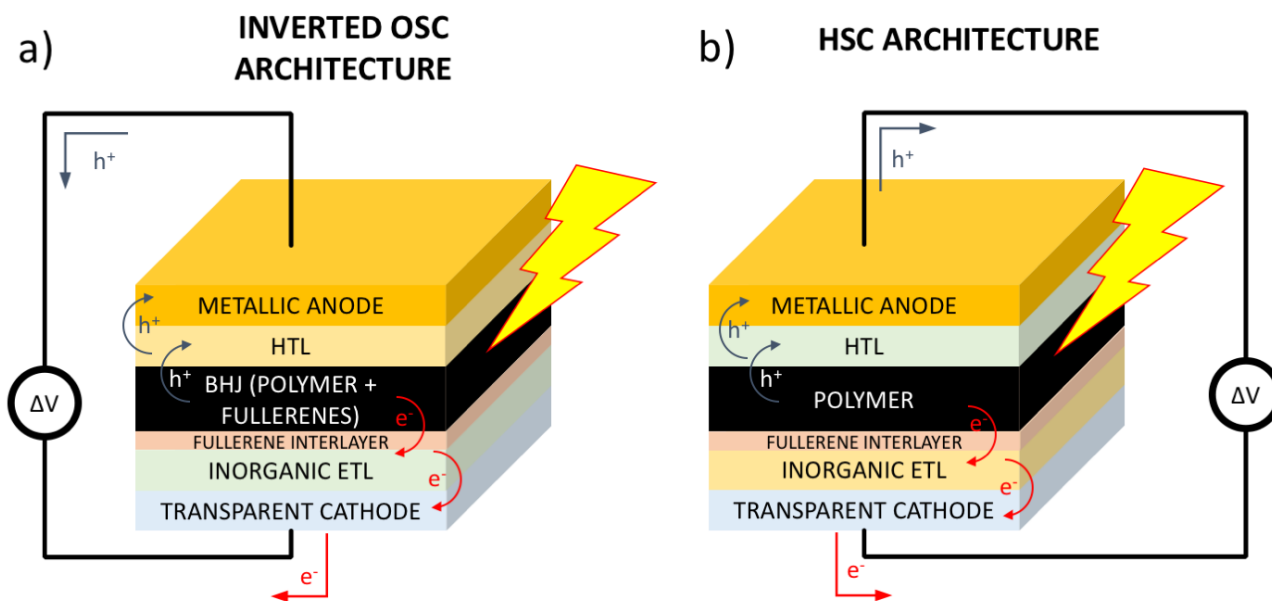 a)
INVERTED OSC
ARCHITECTURE
h⁺
METALLIC ANODE
h⁺
HTL
h⁺
BHJ (POLYMER +
FULLERENES)
e⁻
FULLERENE INTERLAYER
INORGANIC ETL
e⁻
TRANSPARENT CATHODE
e⁻
ΔV
b)
HSC ARCHITECTURE
h⁺
METALLIC ANODE
h⁺
HTL
h⁺
POLYMER
e⁻
FULLERENE INTERLAYER
INORGANIC ETL
e⁻
TRANSPARENT CATHODE
e⁻
ΔV